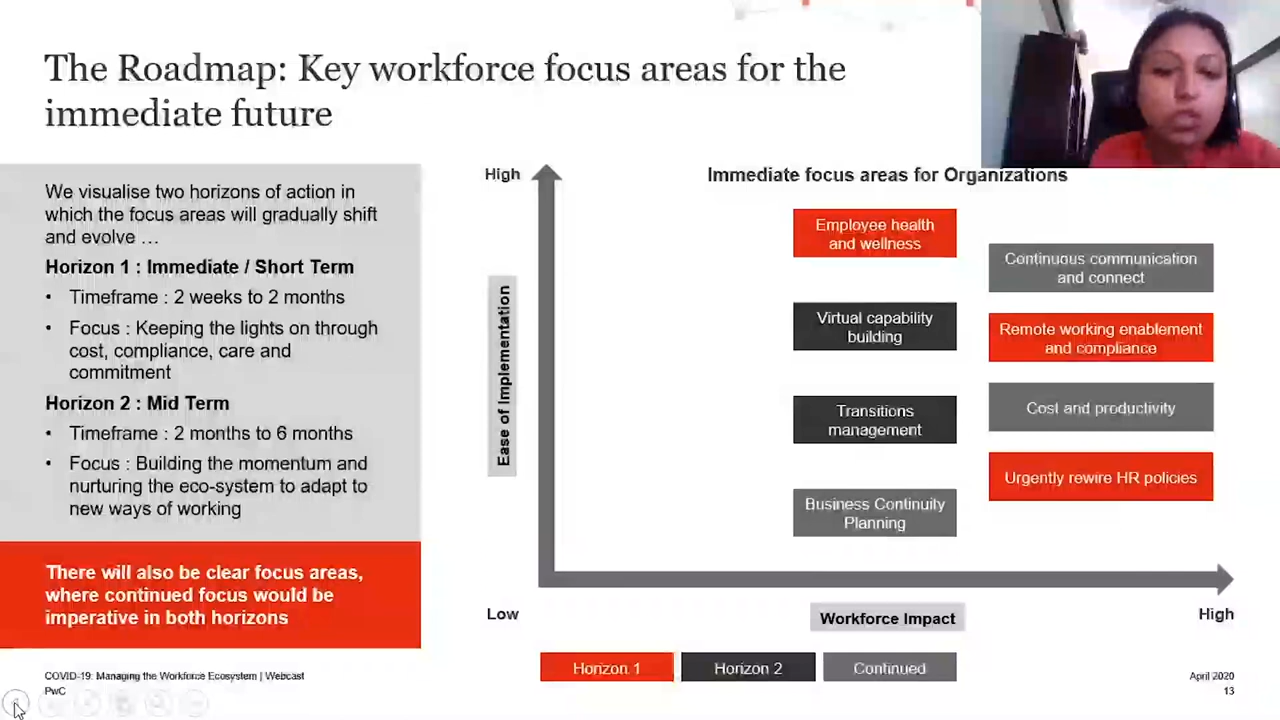 The Roadmap: Key workforce focus areas for the
immediate future
We visualise two horizons of action in
which the focus areas will gradually shift
and evolve …
Horizon 1 : Immediate / Short Term
• Timeframe : 2 weeks to 2 months
• Focus : Keeping the lights on through
cost, compliance, care and
commitment
Horizon 2 : Mid Term
• Timeframe : 2 months to 6 months
• Focus : Building the momentum and
nurturing the eco-system to adapt to
new ways of working
There will also be clear focus areas,
where continued focus would be
imperative in both horizons
High
Immediate focus areas for Organizations
Ease of Implementation
Employee health
and wellness
Continuous communication
and connect
Virtual capability
building
Remote working enablement
and compliance
Transitions
management
Cost and productivity
Urgently rewire HR policies
Business Continuity
Planning
Low
Workforce Impact
High
Horizon 1
Horizon 2
Continued
COVID-19: Managing the Workforce Ecosystem | Webcast
PwC
April 2020
13